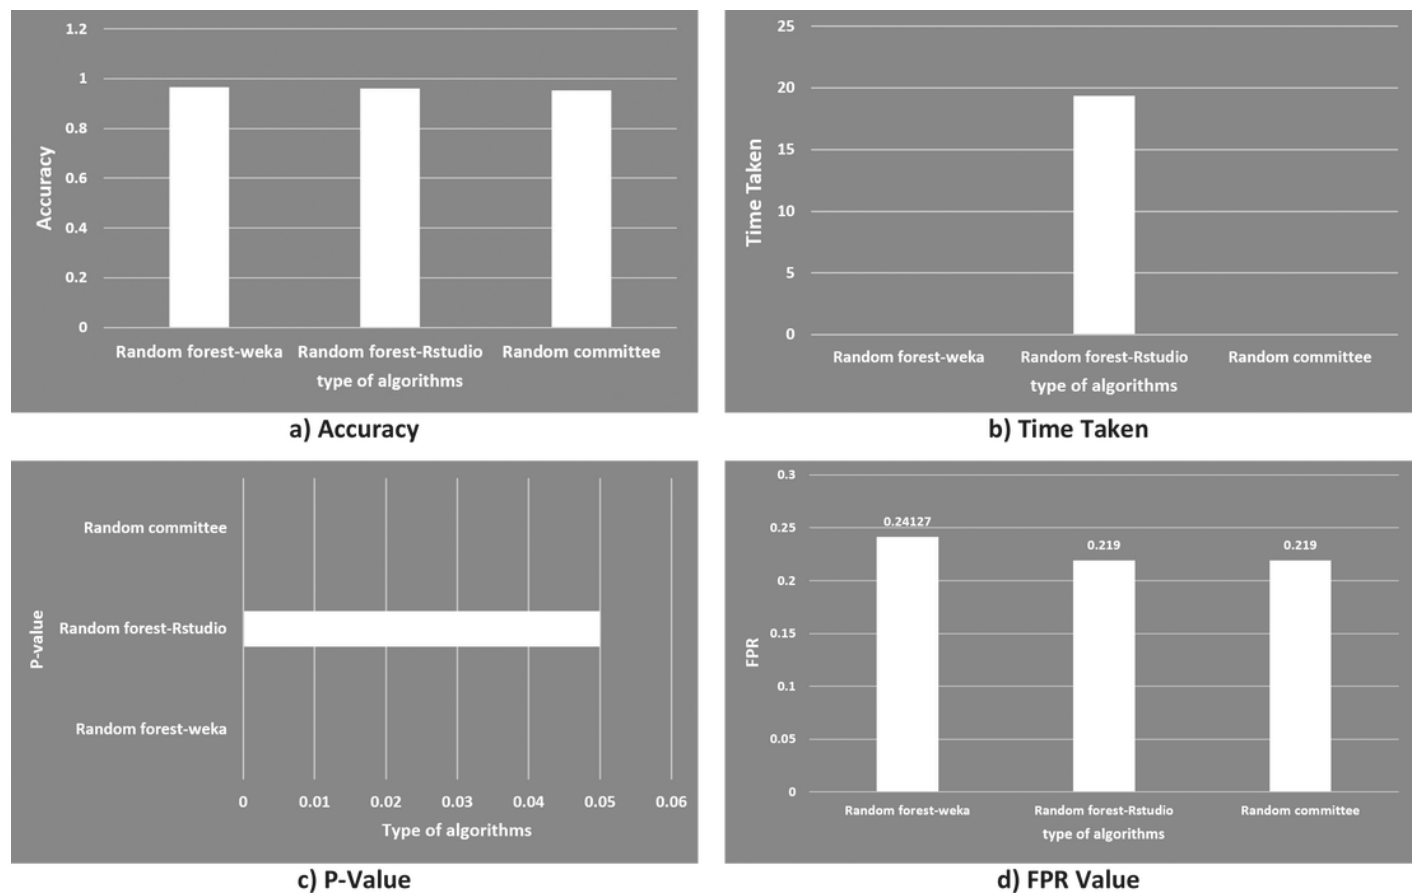 1.2
1
0.8
0.6
0.4
0.2
0
Accuracy
Random forest-weka Random forest-Rstudio Random committee
type of algorithms
a) Accuracy
25
20
15
10
5
0
Time Taken
Random forest-weka Random forest-Rstudio Random committee
type of algorithms
b) Time Taken
P-value
Random committee
Random forest-Rstudio
Random forest-weka
0 0.01 0.02 0.03 0.04 0.05 0.06
Type of algorithms
c) P-Value
0.3
0.25
0.2
0.15
0.1
0.05
0
FPR
0.24127 0.219 0.219
Random forest-weka Random forest-Rstudio Random committee
type of algorithms
d) FPR Value